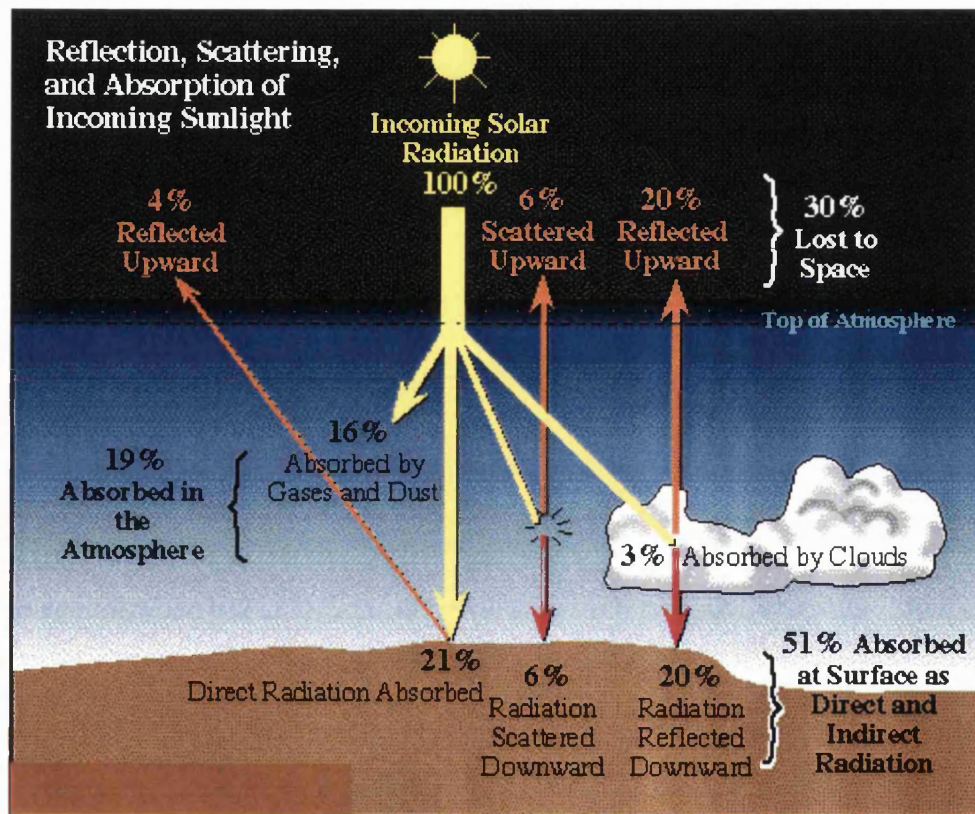 Reflection, Scattering,
and Absorption of
Incoming Sunlight
Incoming Solar
Radiation
100%
4%
Reflected
Upward
6%
Scattered
Upward
20%
Reflected
Upward
30%
Lost to
Space
Top of Atmosphere
16%
Absorbed by
Gases and Dust
19%
Absorbed in
the
Atmosphere
3% Absorbed by Clouds
21%
Direct Radiation Absorbed
6%
Radiation
Scattered
Downward
20%
Radiation
Reflected
Downward
51% Absorbed
at Surface as
Direct and
Indirect
Radiation